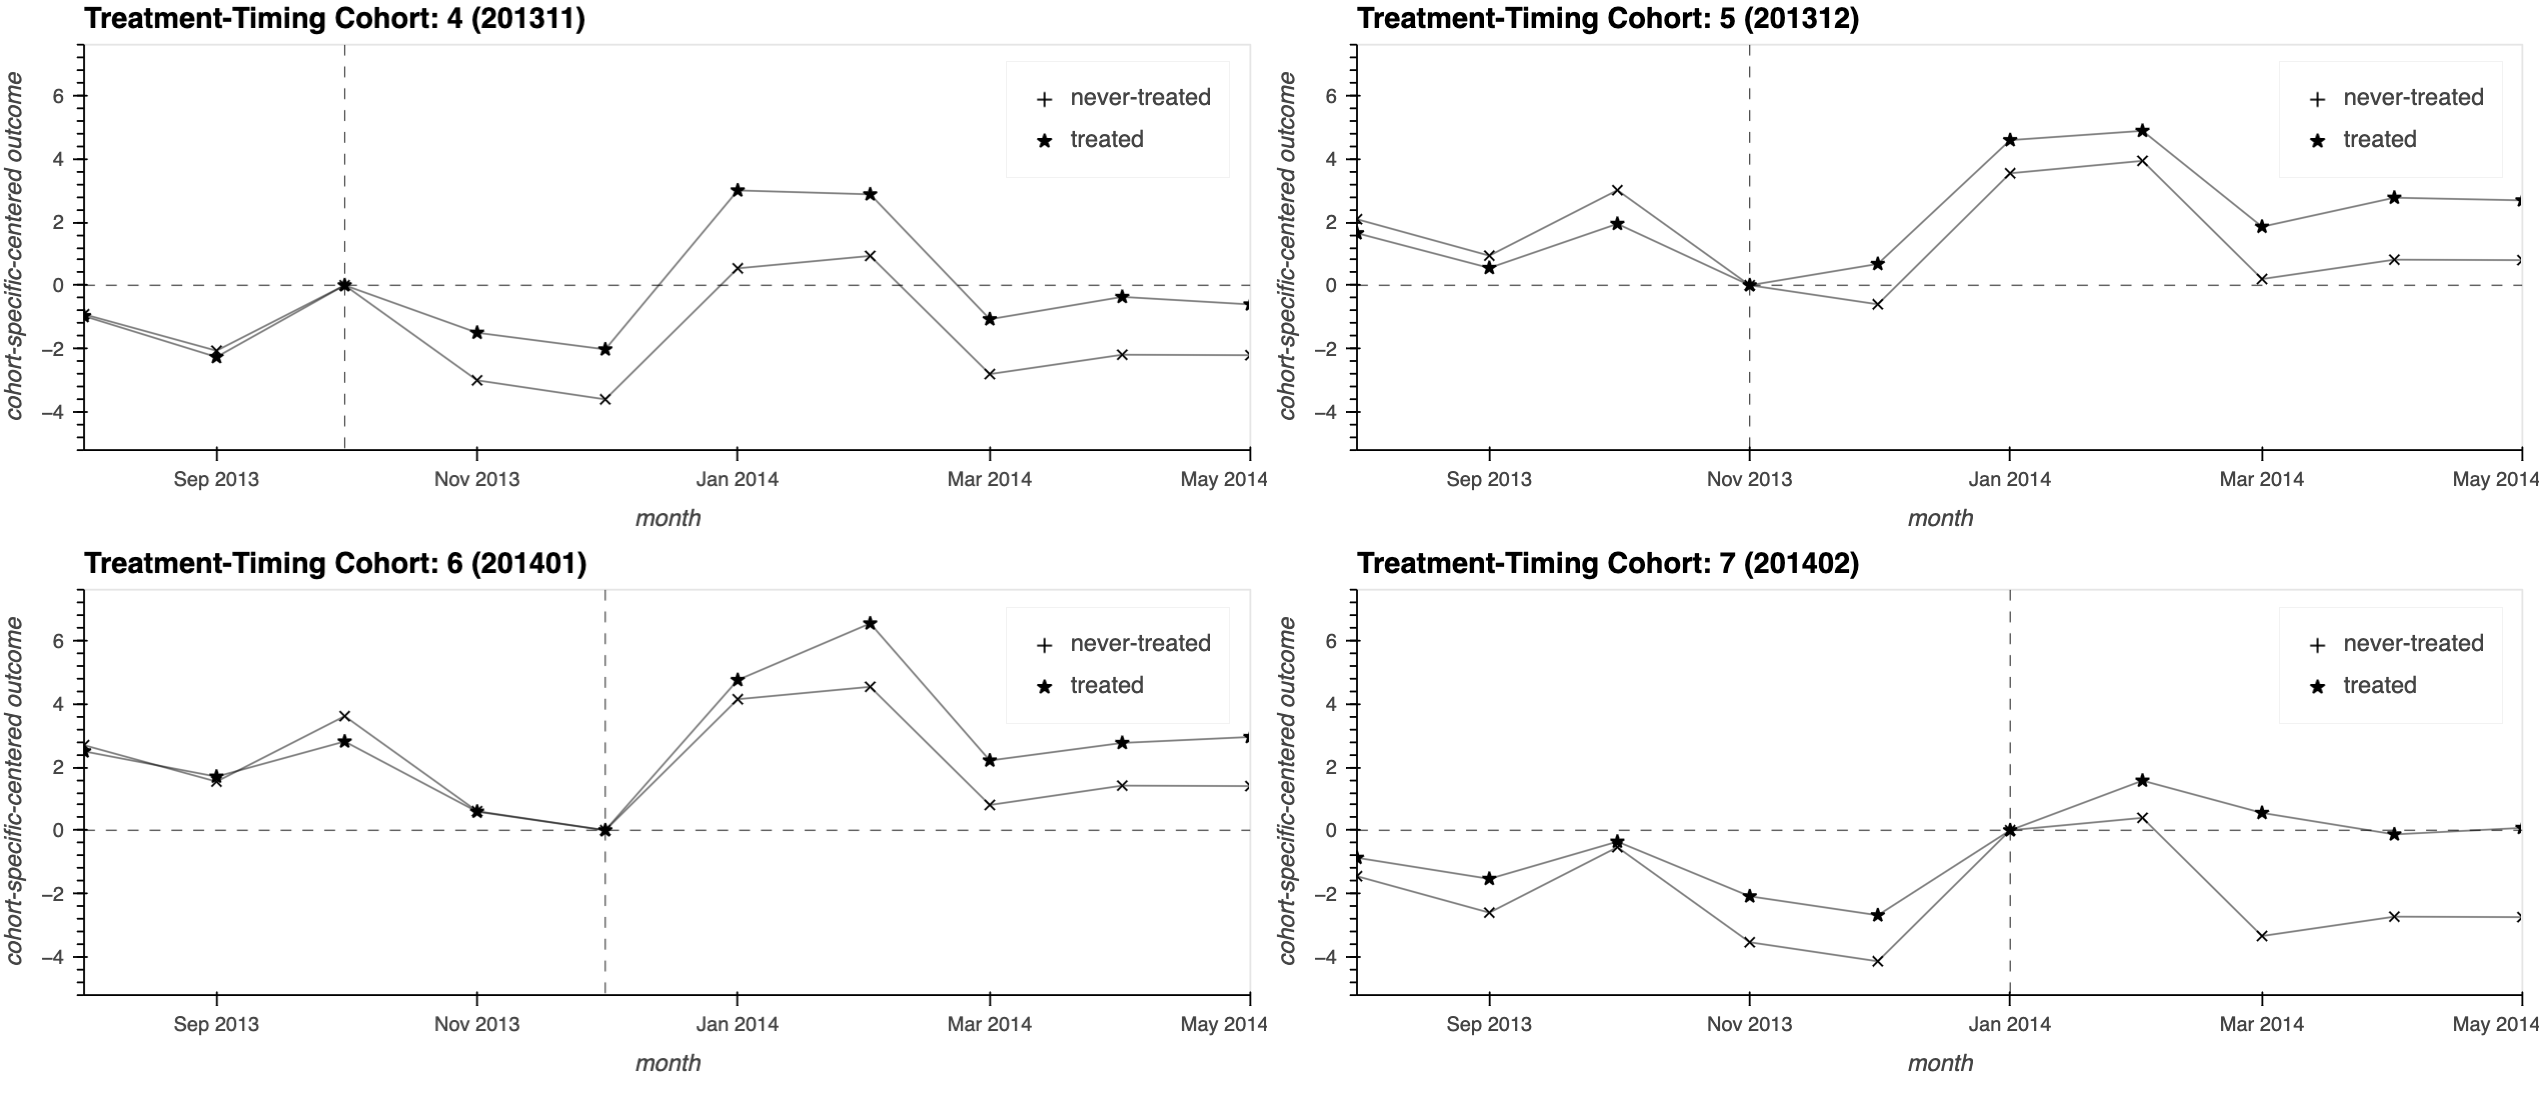 Treatment-Timing Cohort: 4 (201311)
cohort-specific-centered outcome
6
4
2
0
−2
−4
never-treated
treated
Sep 2013
Nov 2013
Jan 2014
Mar 2014
May 2014
month
Treatment-Timing Cohort: 5 (201312)
cohort-specific-centered outcome
6
4
2
0
−2
−4
never-treated
treated
Sep 2013
Nov 2013
Jan 2014
Mar 2014
May 2014
month
Treatment-Timing Cohort: 6 (201401)
cohort-specific-centered outcome
6
4
2
0
−2
−4
never-treated
treated
Sep 2013
Nov 2013
Jan 2014
Mar 2014
May 2014
month
Treatment-Timing Cohort: 7 (201402)
cohort-specific-centered outcome
6
4
2
0
−2
−4
never-treated
treated
Sep 2013
Nov 2013
Jan 2014
Mar 2014
May 2014
month